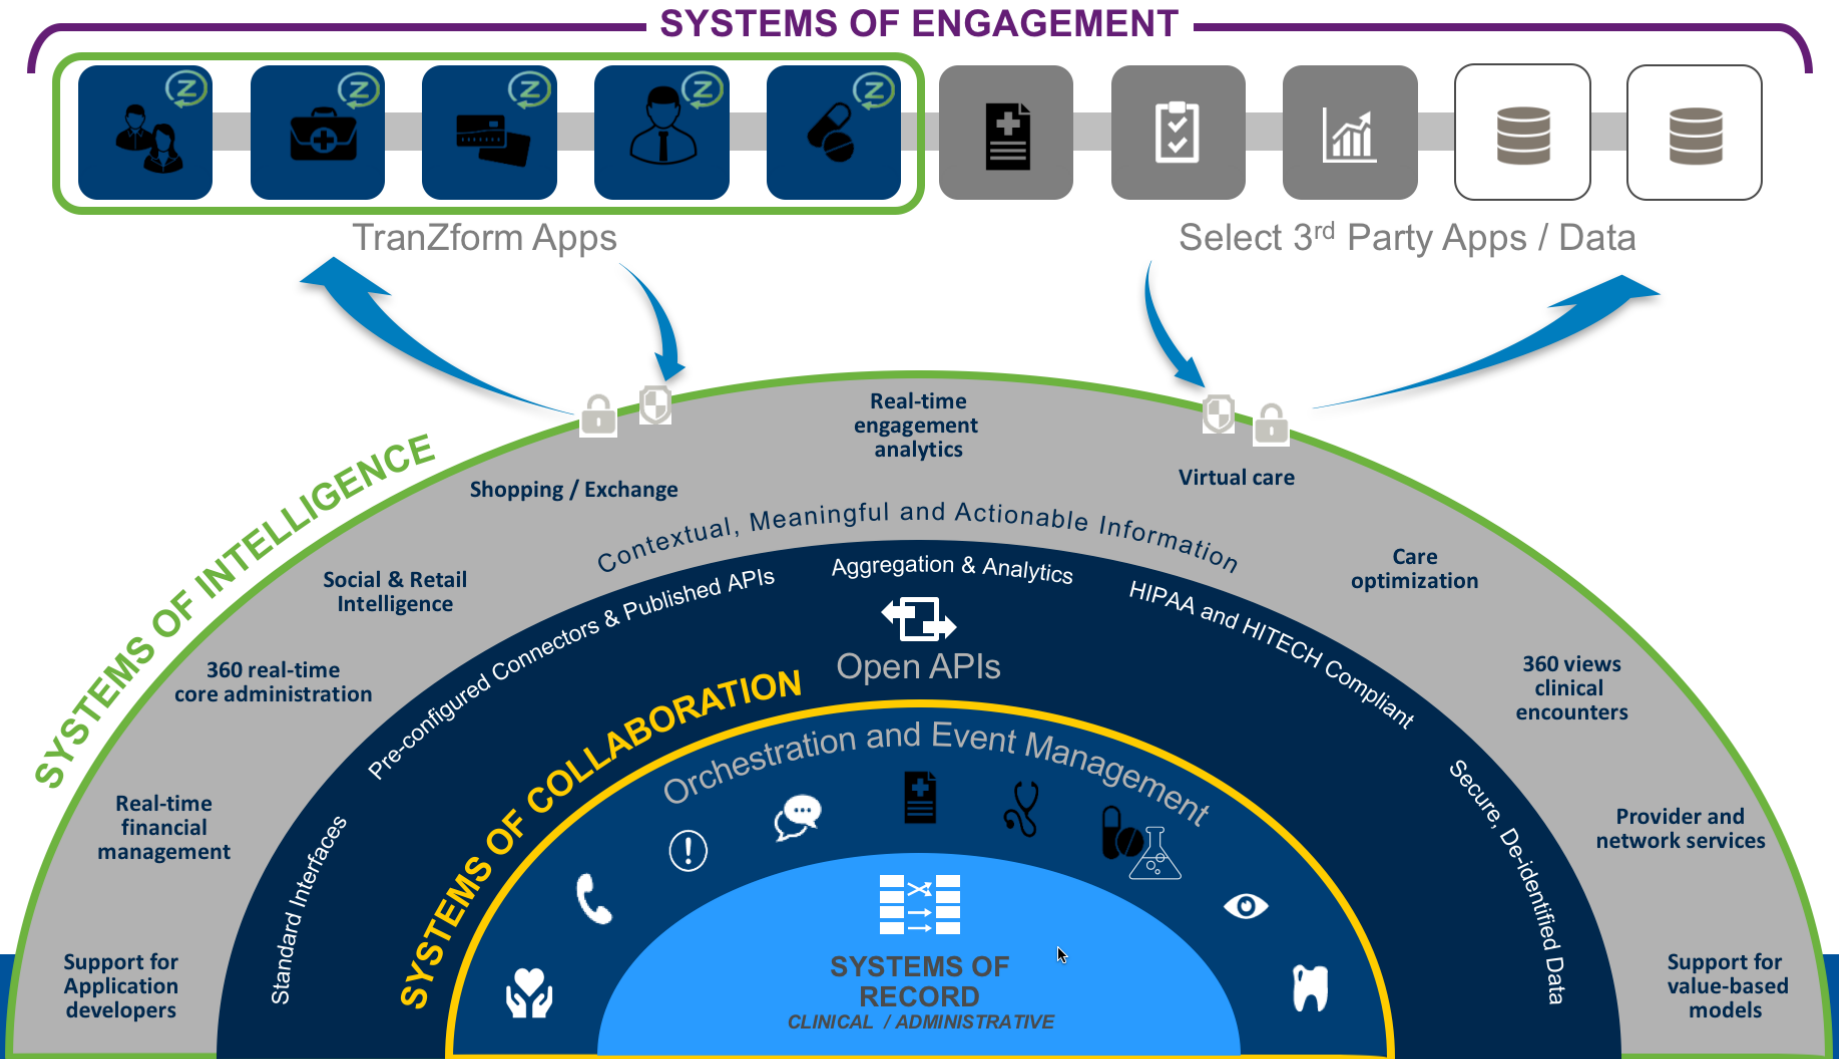 SYSTEMS OF ENGAGEMENT
Z
Z
Z
Z
Z
TranZform Apps
Select 3rd Party Apps / Data
SYSTEMS OF INTELLIGENCE
Real-time
engagement
analytics
Shopping / Exchange
Virtual care
Social & Retail
Intelligence
Care
optimization
360 real-time
core administration
360 views
clinical
encounters
Real-time
financial
management
Provider and
network services
Support for
Application
developers
Support for
value-based
models
Contextual, Meaningful and Actionable Information
Standard Interfaces
Pre-configured Connectors & Published APIs
Aggregation & Analytics
HIPAA and HITECH Compliant
Secure, De-identified Data
Open APIs
SYSTEMS OF COLLABORATION
Orchestration and Event Management
SYSTEMS OF
RECORD
CLINICAL / ADMINISTRATIVE